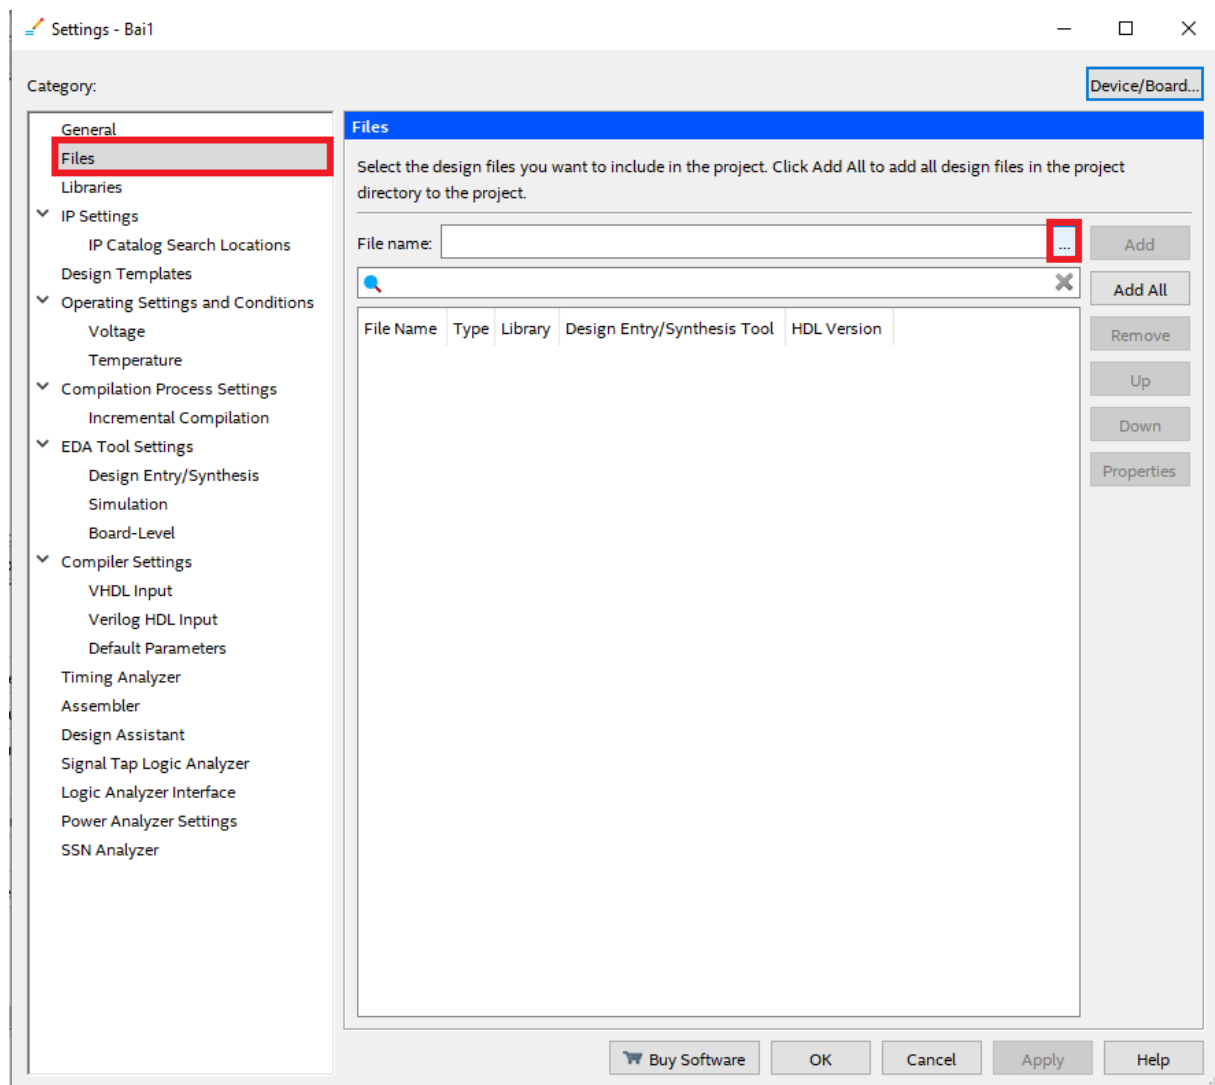 Settings - Bai1
Category:
Device/Board...
General
Files
Libraries
IP Settings
IP Catalog Search Locations
Design Templates
Operating Settings and Conditions
Voltage
Temperature
Compilation Process Settings
Incremental Compilation
EDA Tool Settings
Design Entry/Synthesis
Simulation
Board-Level
Compiler Settings
VHDL Input
Verilog HDL Input
Default Parameters
Timing Analyzer
Assembler
Design Assistant
Signal Tap Logic Analyzer
Logic Analyzer Interface
Power Analyzer Settings
SSN Analyzer
Files
Select the design files you want to include in the project. Click Add All to add all design files in the project
directory to the project.
File name: ... Add
Add All
File Name Type Library Design Entry/Synthesis Tool HDL Version
Remove
Up
Down
Properties
Buy Software OK Cancel Apply Help